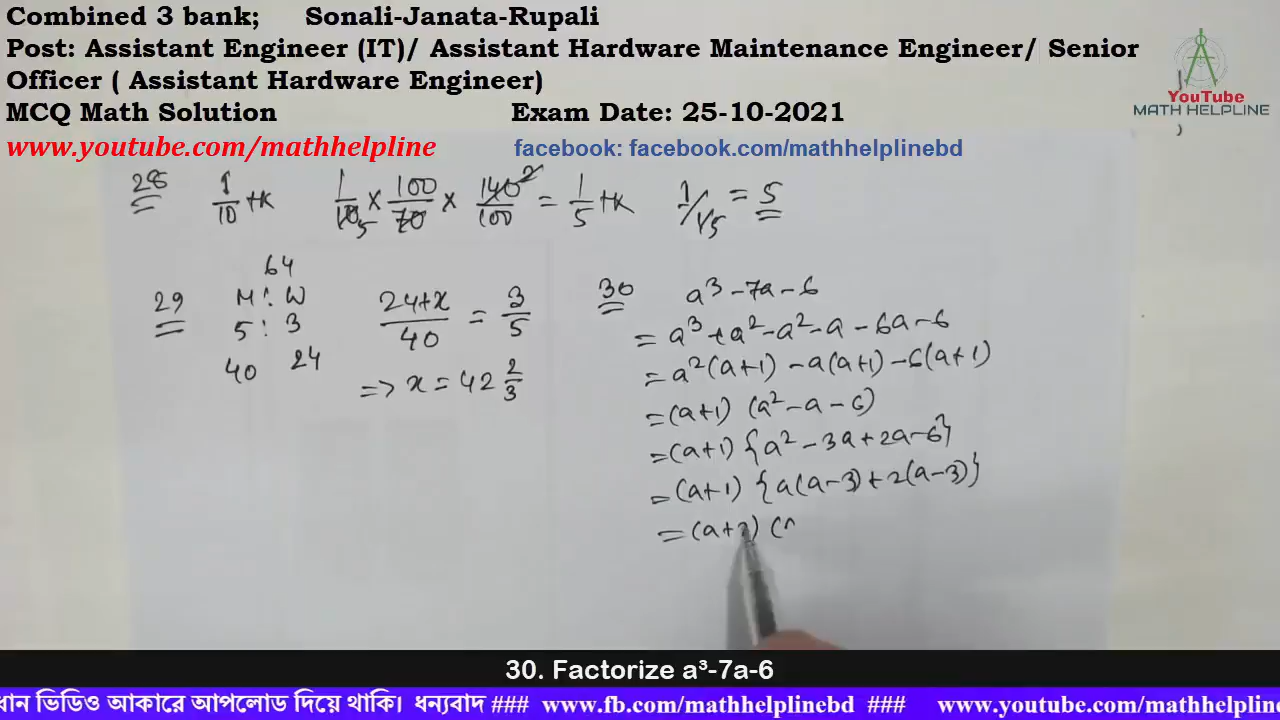 Combined 3 bank; Sonali-Janata-Rupali
Post: Assistant Engineer (IT)/ Assistant Hardware Maintenance Engineer/ Senior
Officer ( Assistant Hardware Engineer)
MCQ Math Solution Exam Date: 25-10-2021
www.youtube.com/mathhelpline facebook: facebook.com/mathhelplinebd
YouTube
MATH HELPLINE
28 1/10 tk 1/10 5 × 100/70 × 140 2/100 = 1/5 tk 1/1/5 = 5
29
64
M : W
5 : 3
40 24
24+x/40 = 3/5
=> x = 42 2/3
30 a³ - 7a - 6
= a³ + a² - a² - a - 6a - 6
= a²(a+1) - a(a+1) - 6(a+1)
= (a+1) (a² - a - 6)
= (a+1) {a² - 3a + 2a - 6}
= (a+1) {a(a-3) + 2(a-3)}
= (a+ ) (
30. Factorize a³-7a-6
ভিডিও আকারে আপলোড দিয়ে থাকি। ধন্যবাদ ### www.fb.com/mathhelplinebd ### www.youtube.com/mathhelpline